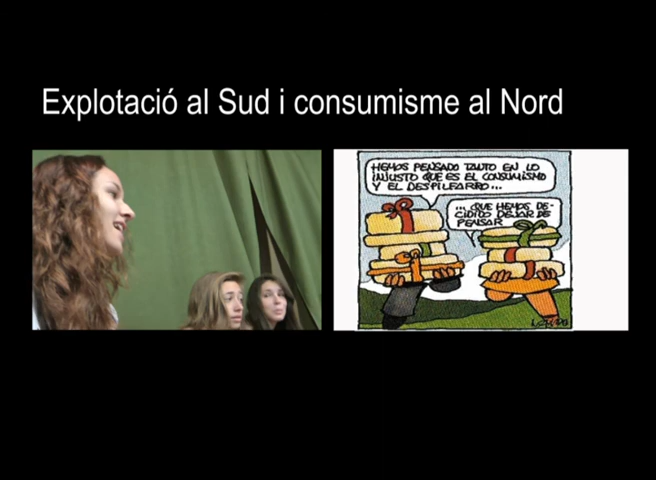 Explotació al Sud i consumisme al Nord
HEMOS PENSADO TANTO EN LO
INJUSTO QUE ES EL CONSUMISMO
Y EL DESPILFARRO...
... QUE HEMOS DE-
CIDIDO DEJAR DE
PENSAR